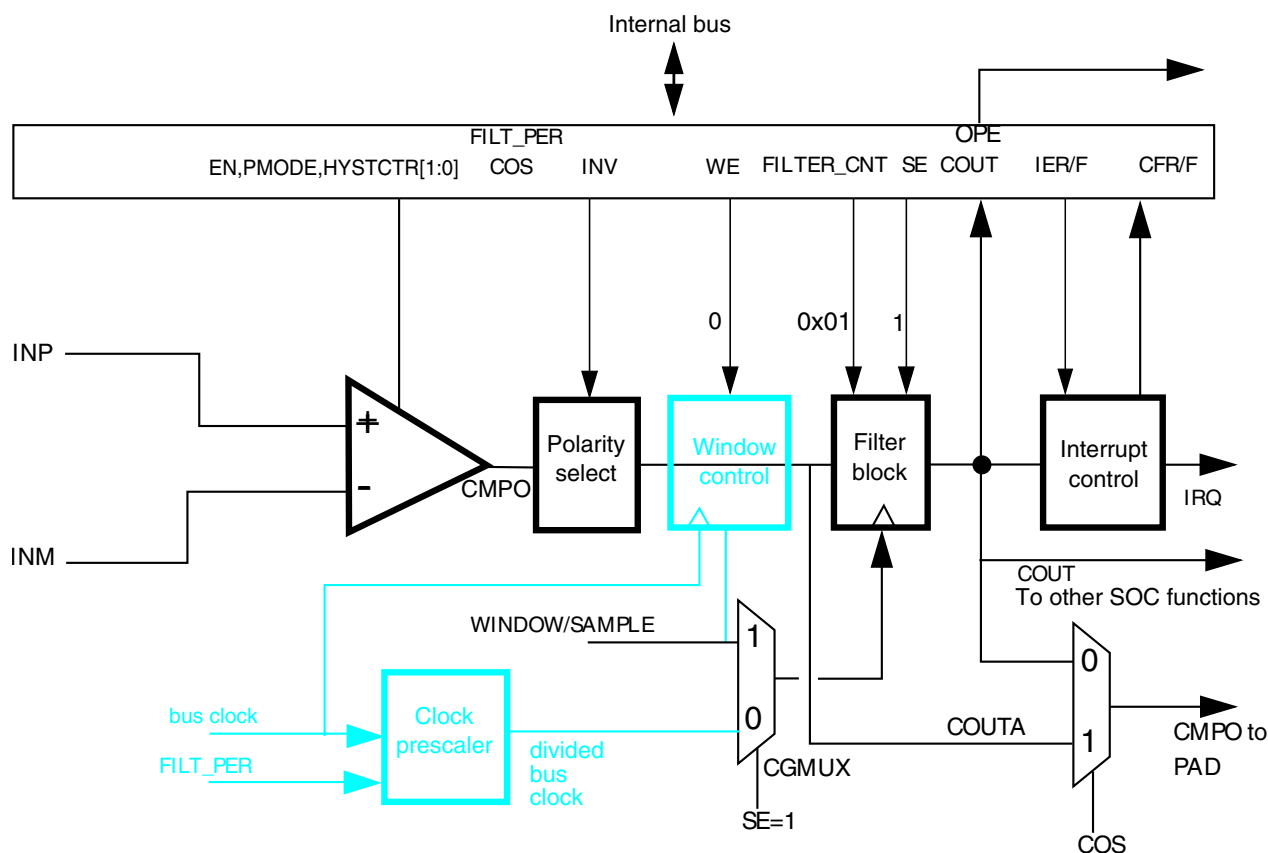 Internal bus
FILT_PER
OPE
EN,PMODE,HYSTCTR[1:0] COS INV WE FILTER_CNT SE COUT IER/F CFR/F
0 0x01 1
INP
+
-
CMPO
Polarity
select
Window
control
Filter
block
Interrupt
control
IRQ
INM
COUT
To other SOC functions
WINDOW/SAMPLE
1
0
0
1
bus clock
FILT_PER
Clock
prescaler
divided
bus
clock
CGMUX
SE=1
COUTA
CMPO to
PAD
COS